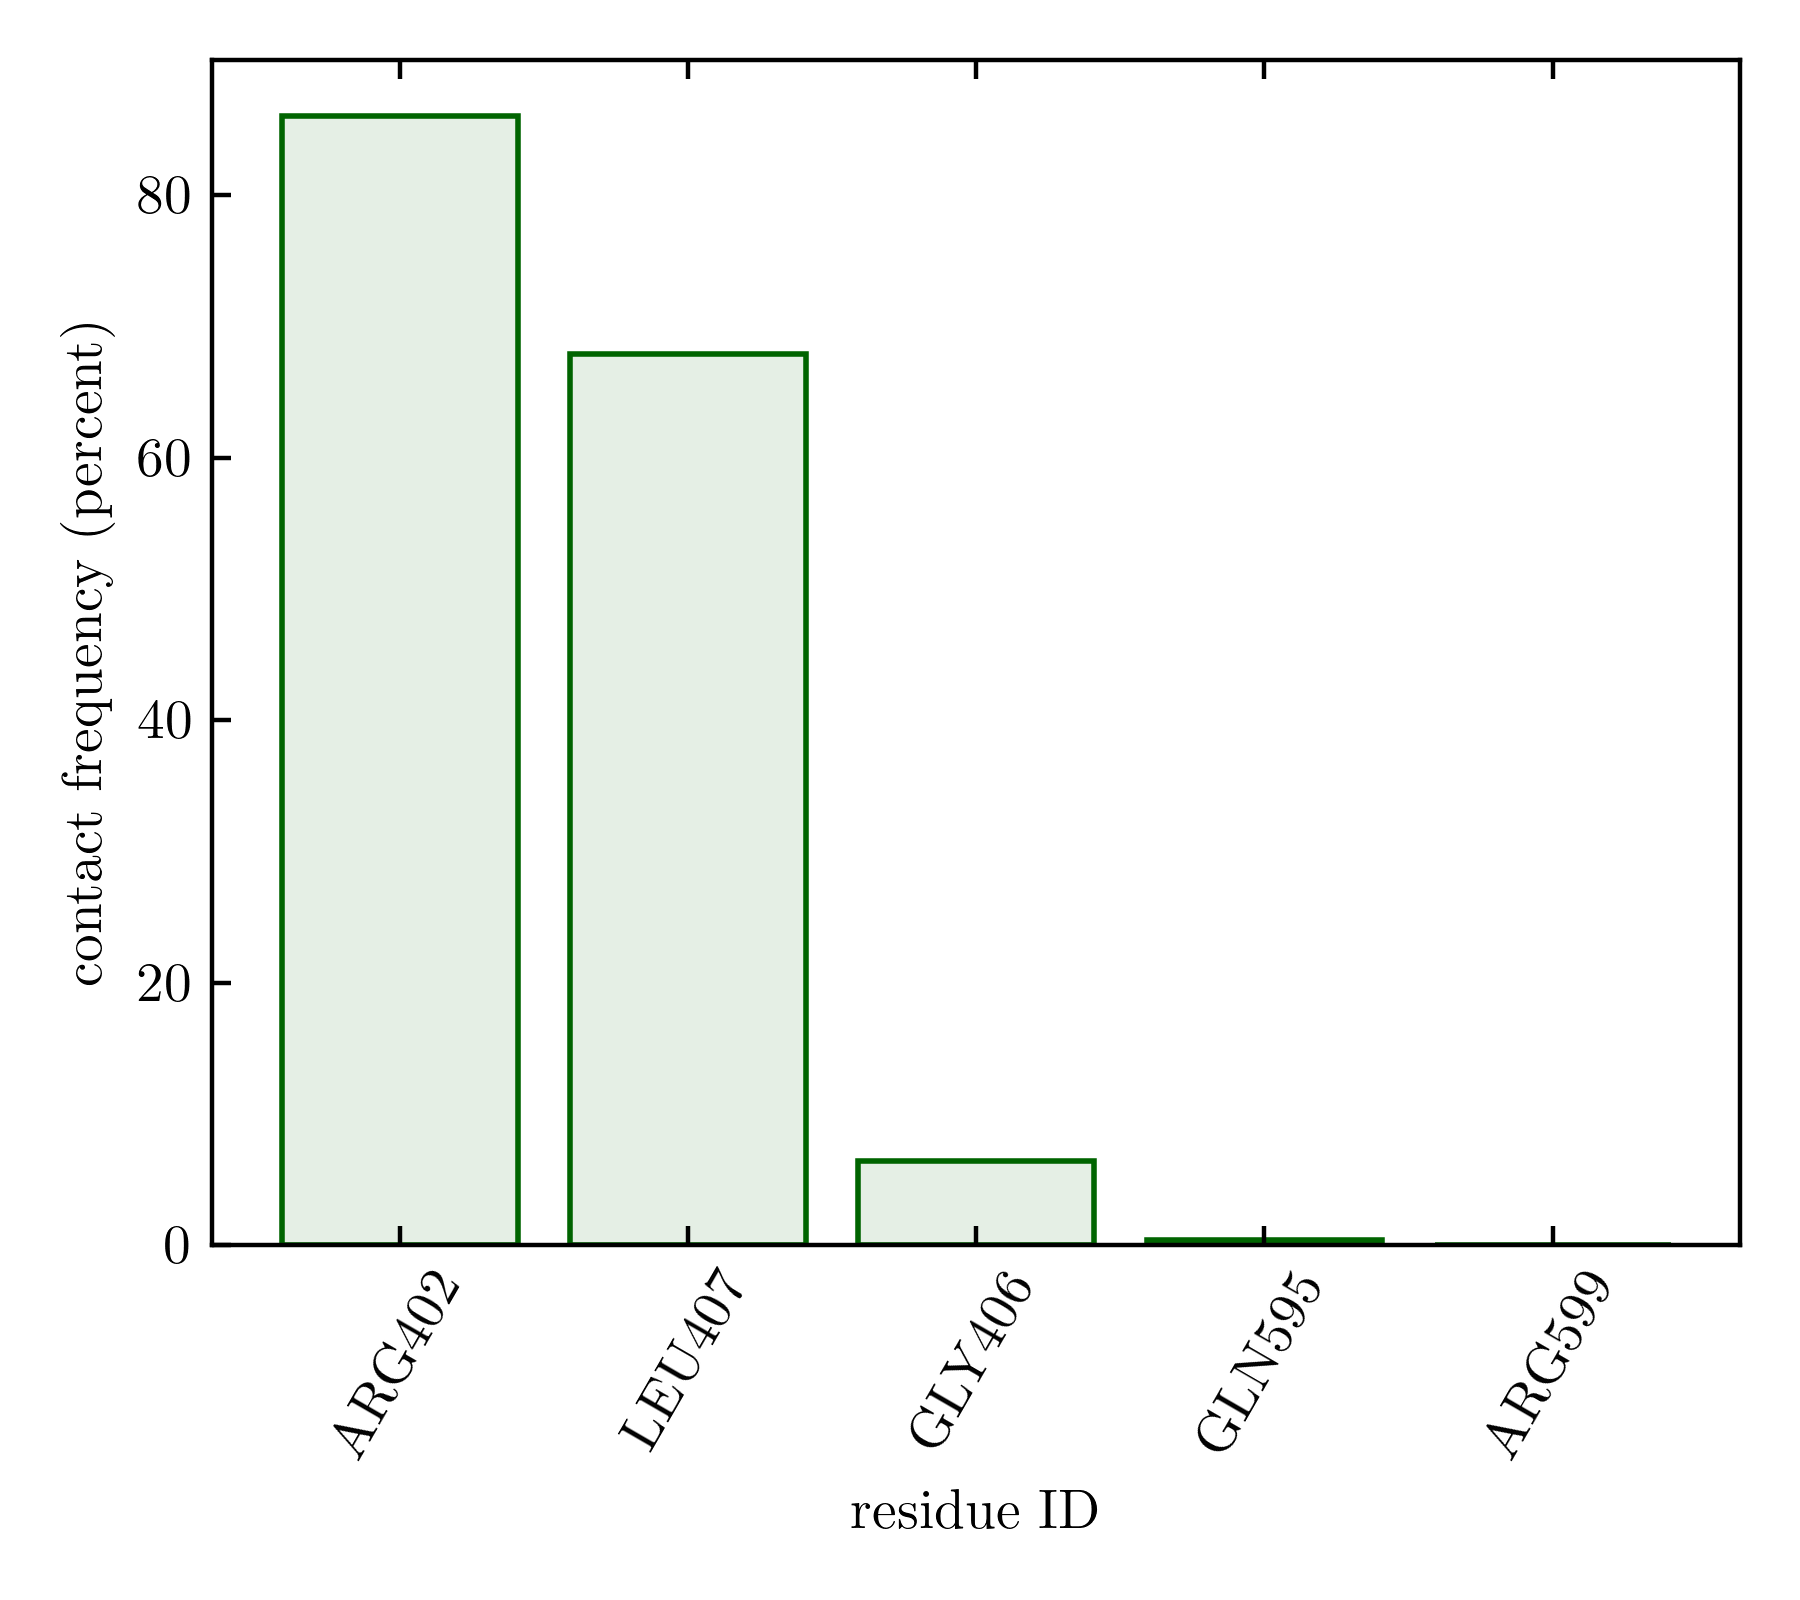 contact frequency (percent)
80
60
40
20
0
ARG402
LEU407
GLY406
GLN595
ARG599
residue ID